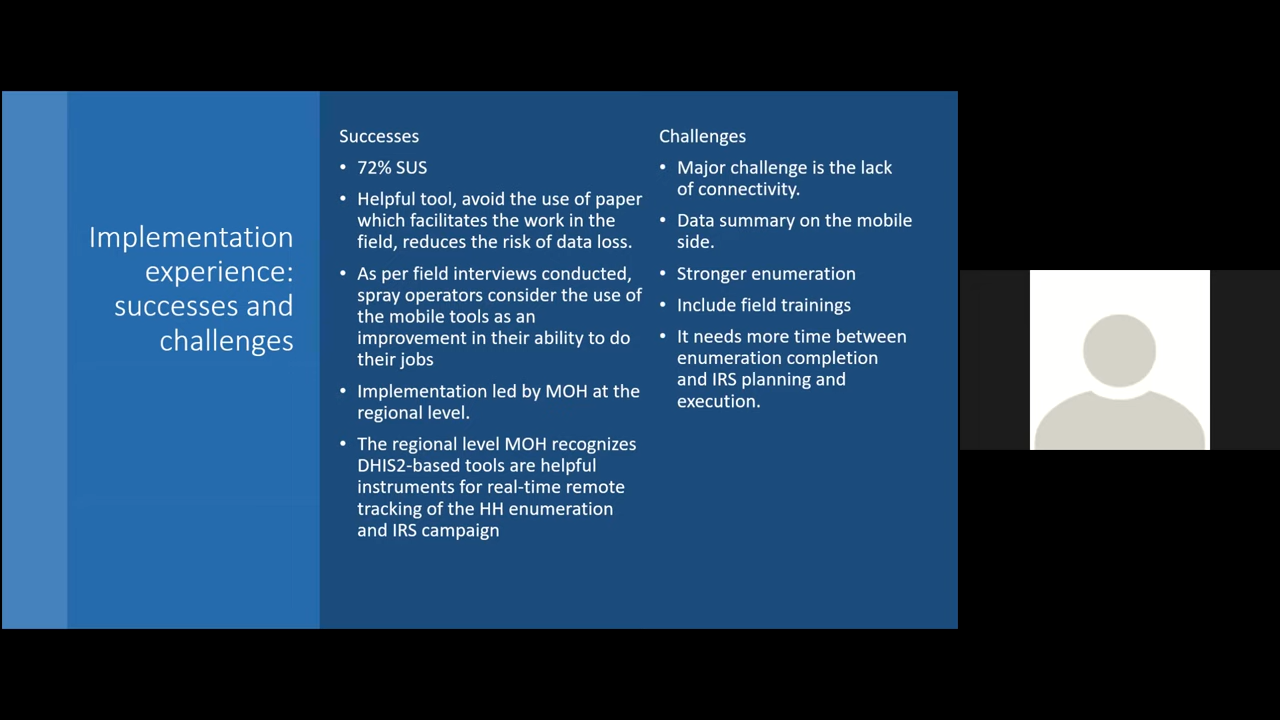 Implementation
experience:
successes and
challenges
Successes
• 72% SUS
• Helpful tool, avoid the use of paper
which facilitates the work in the
field, reduces the risk of data loss.
• As per field interviews conducted,
spray operators consider the use of
the mobile tools as an
improvement in their ability to do
their jobs
• Implementation led by MOH at the
regional level.
• The regional level MOH recognizes
DHIS2-based tools are helpful
instruments for real-time remote
tracking of the HH enumeration
and IRS campaign
Challenges
• Major challenge is the lack
of connectivity.
• Data summary on the mobile
side.
• Stronger enumeration
• Include field trainings
• It needs more time between
enumeration completion
and IRS planning and
execution.